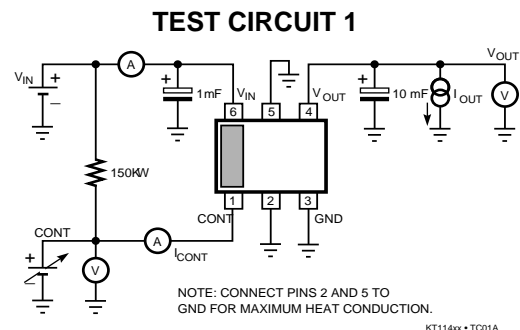 TEST CIRCUIT 1
VOUT
VIN
+
_
A
+
1mF
VIN
VOUT
+
10 mF
IOUT
V
6
5
4
150KW
1
2
3
CONT
GND
CONT
+
_
V
A
ICONT
NOTE: CONNECT PINS 2 AND 5 TO
GND FOR MAXIMUM HEAT CONDUCTION.
KT114xx • TC01A